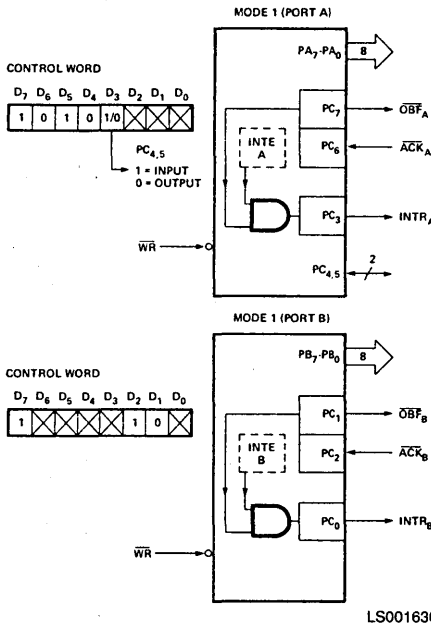 MODE 1 (PORT A)
PA7-PA0
8
CONTROL WORD
D7 D6 D5 D4 D3 D2 D1 D0
1 0 1 0 1/0
PC4,5
1 = INPUT
0 = OUTPUT
INTE
A
PC7
OBFA
PC6
ACKA
PC3
INTRA
WR
PC4,5
2
MODE 1 (PORT B)
PB7-PB0
8
CONTROL WORD
D7 D6 D5 D4 D3 D2 D1 D0
1 1 0
INTE
B
PC1
OBFB
PC2
ACKB
PC0
INTRB
WR